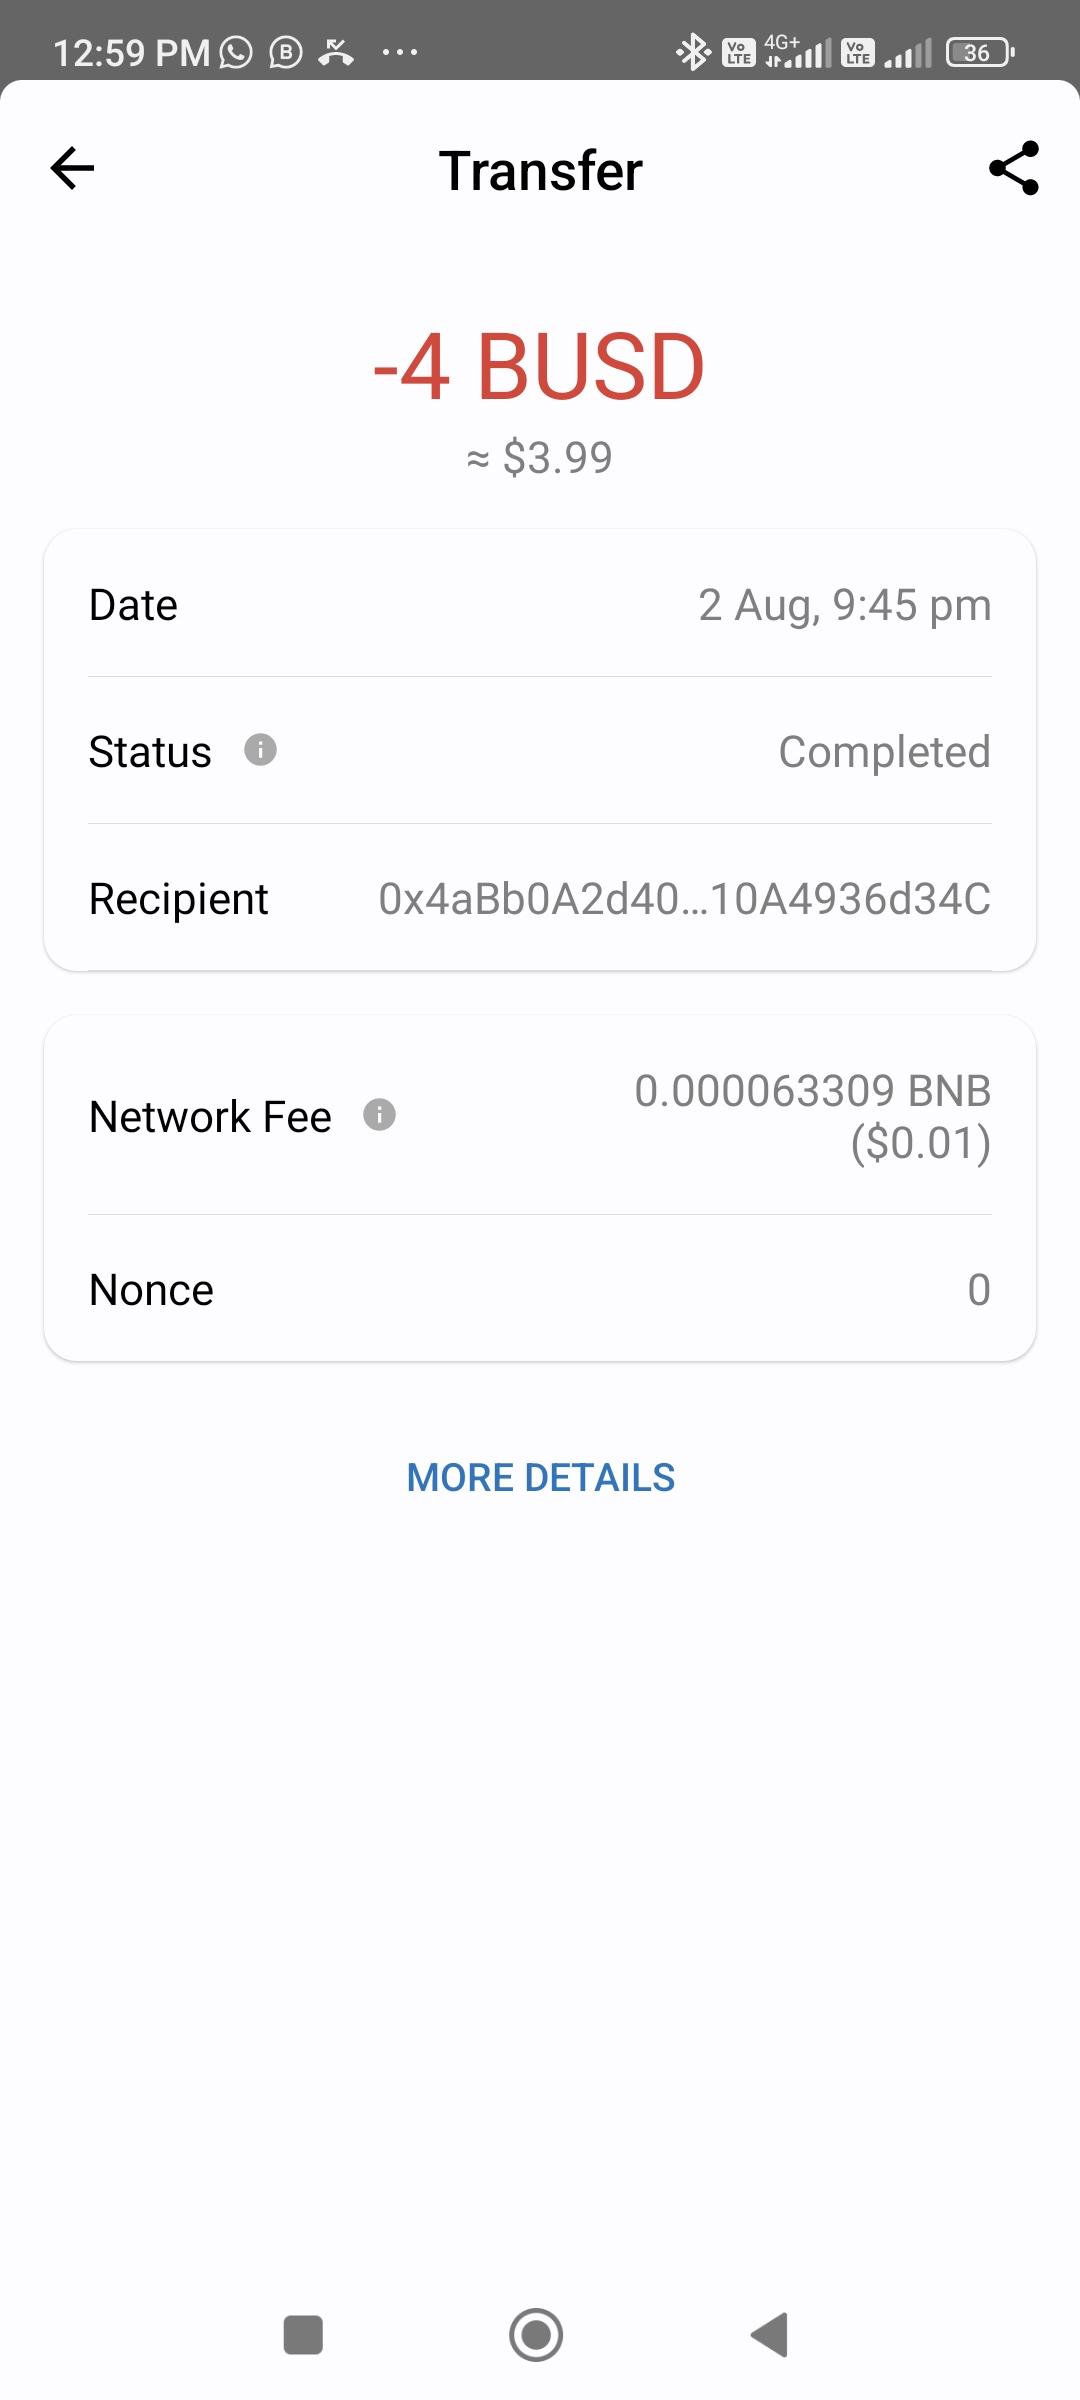 12:59 PM B ... Vo LTE 4G+ Vo LTE 36
Transfer
-4 BUSD
≈ $3.99
Date 2 Aug, 9:45 pm
Status Completed
Recipient 0x4aBb0A2d40...10A4936d34C
Network Fee 0.000063309 BNB
($0.01)
Nonce 0
MORE DETAILS